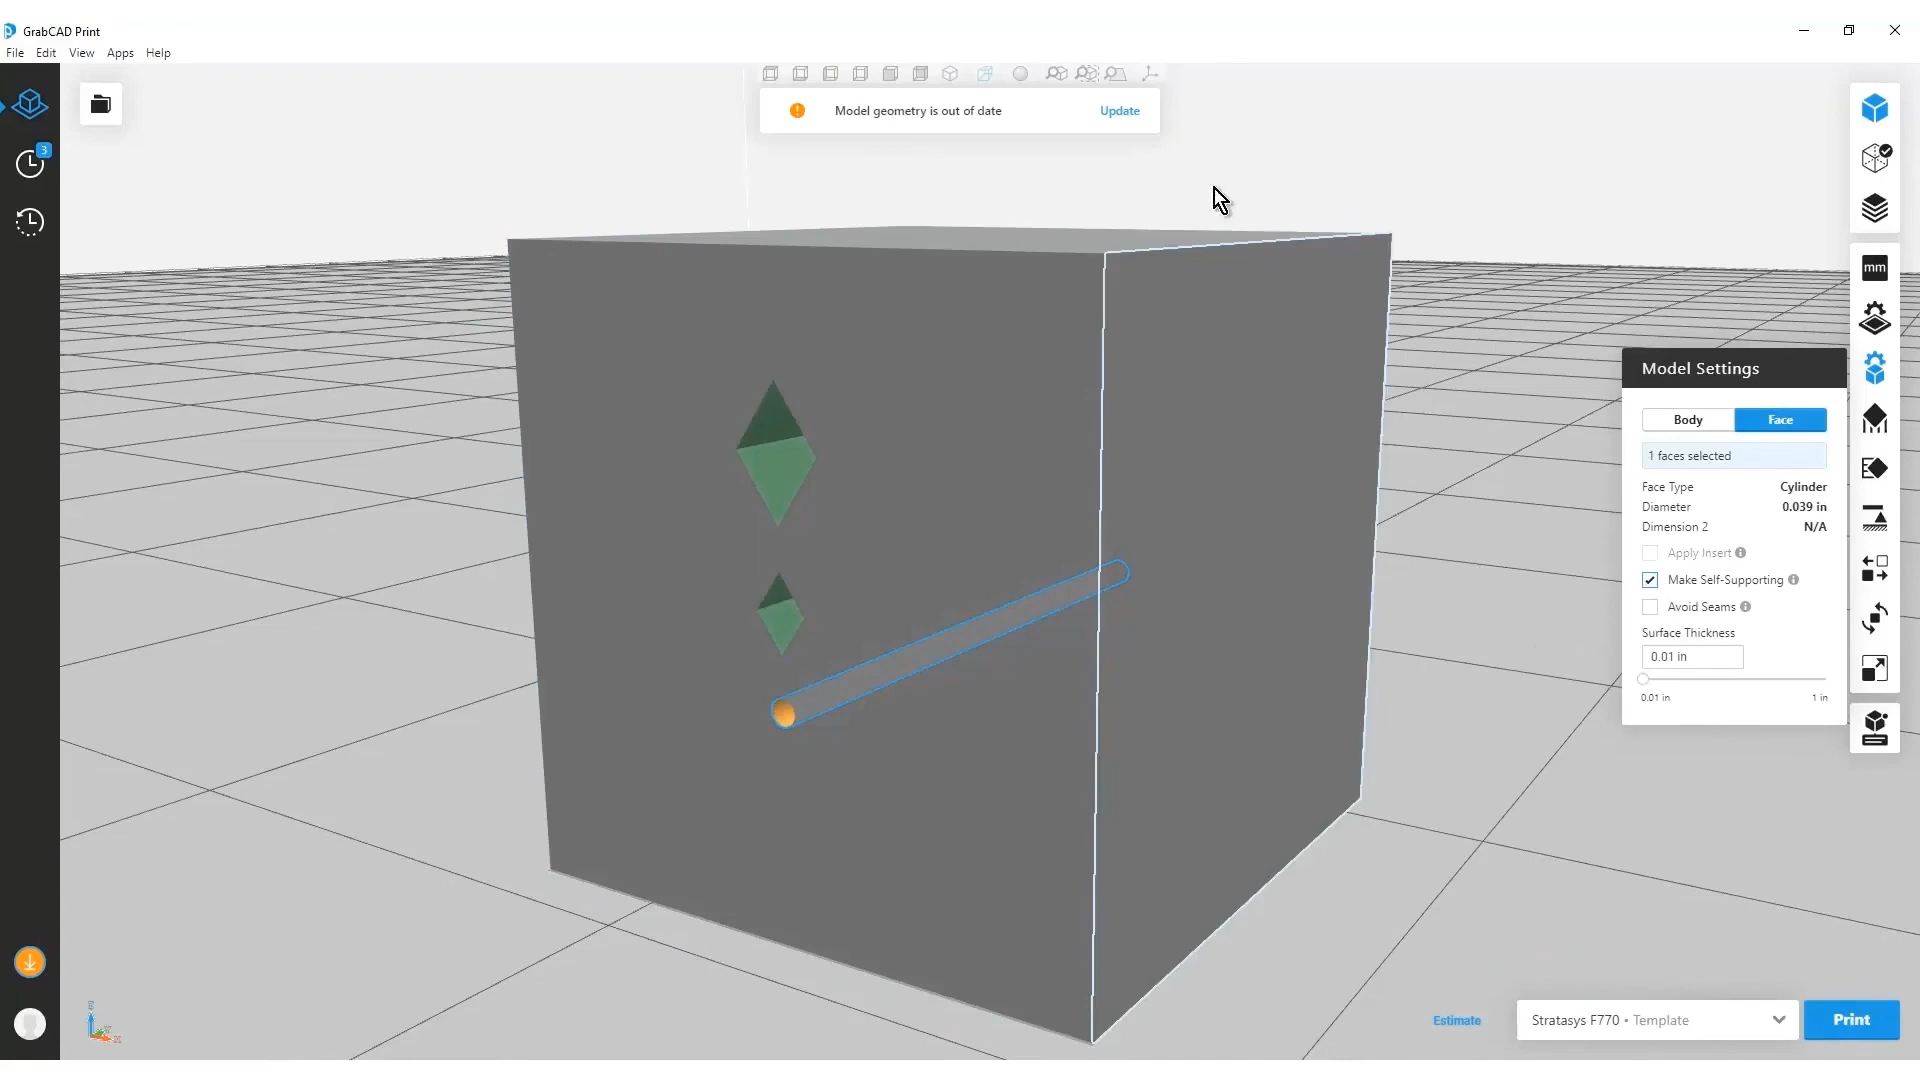 GrabCAD Print
File Edit View Apps Help
3
Model geometry is out of date Update
mm
Model Settings
Body Face
1 faces selected
Face Type Cylinder
Diameter 0.039 in
Dimension 2 N/A
Apply Insert
Make Self-Supporting
Avoid Seams
Surface Thickness
0.01 in
0.01 in 1 in
Estimate Stratasys F770 • Template Print